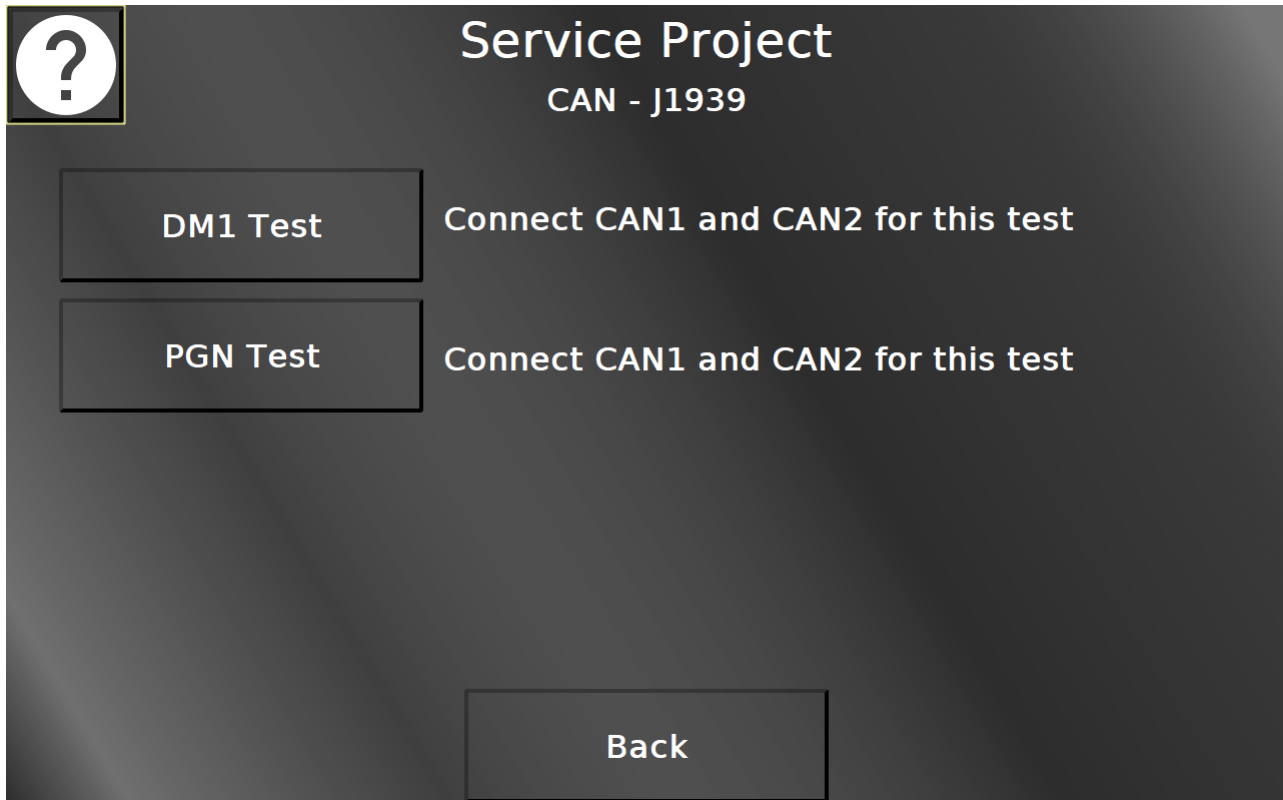 ?
Service Project
CAN - J1939
DM1 Test
Connect CAN1 and CAN2 for this test
PGN Test
Connect CAN1 and CAN2 for this test
Back